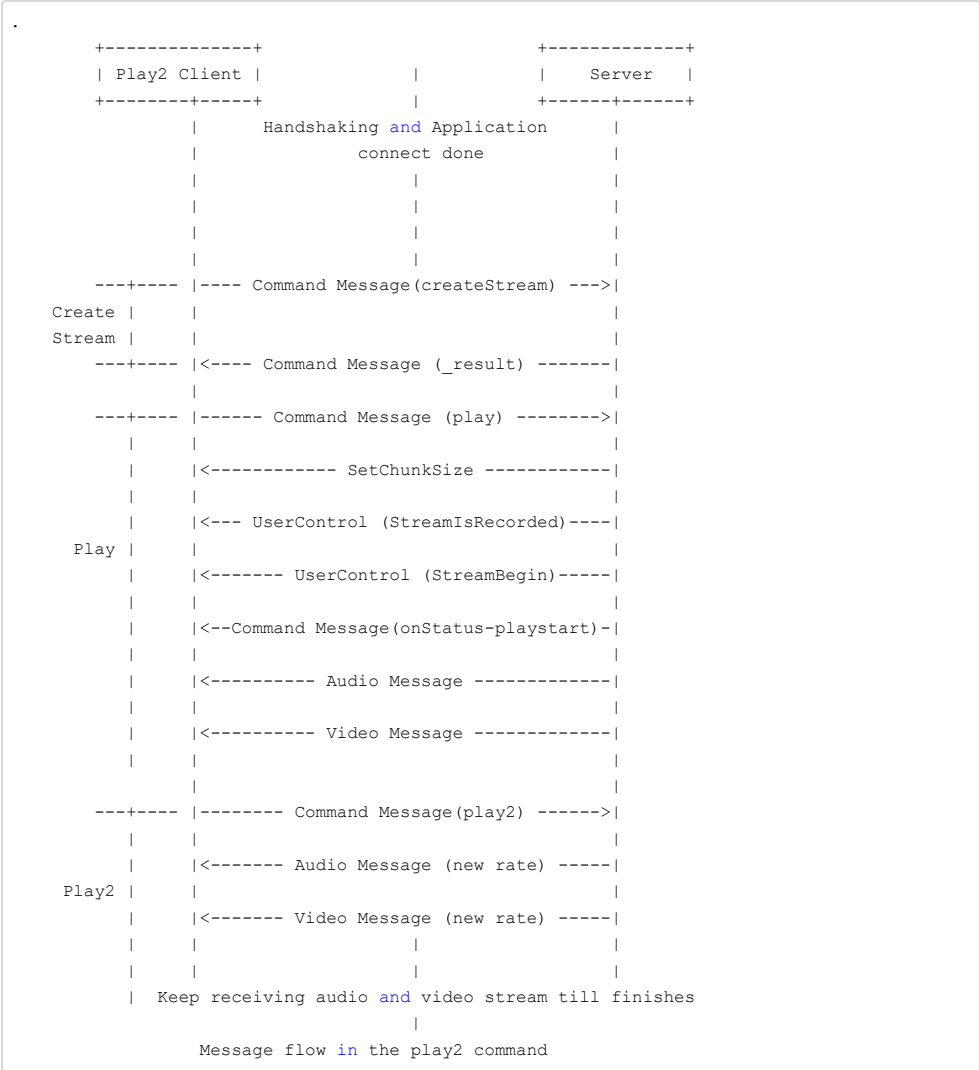 .
+--------------+ +-------------+
| Play2 Client | | | Server |
+--------+-----+ | +------+------+
| Handshaking and Application |
| connect done |
| | |
| | |
| | |
| | |
---+---- |---- Command Message(createStream) --->|
Create | | |
Stream | | |
---+---- |<---- Command Message (_result) -------|
| |
---+---- |------ Command Message (play) -------->|
| | |
| |<------------ SetChunkSize ------------|
| | |
| |<--- UserControl (StreamIsRecorded)----|
Play | | |
| |<------- UserControl (StreamBegin)-----|
| | |
| |<--Command Message(onStatus-playstart)-|
| | |
| |<---------- Audio Message -------------|
| | |
| |<---------- Video Message -------------|
| | |
| |
---+---- |-------- Command Message(play2) ------>|
| | |
| |<------- Audio Message (new rate) -----|
Play2 | | |
| |<------- Video Message (new rate) -----|
| | | |
| | | |
| Keep receiving audio and video stream till finishes
|
Message flow in the play2 command